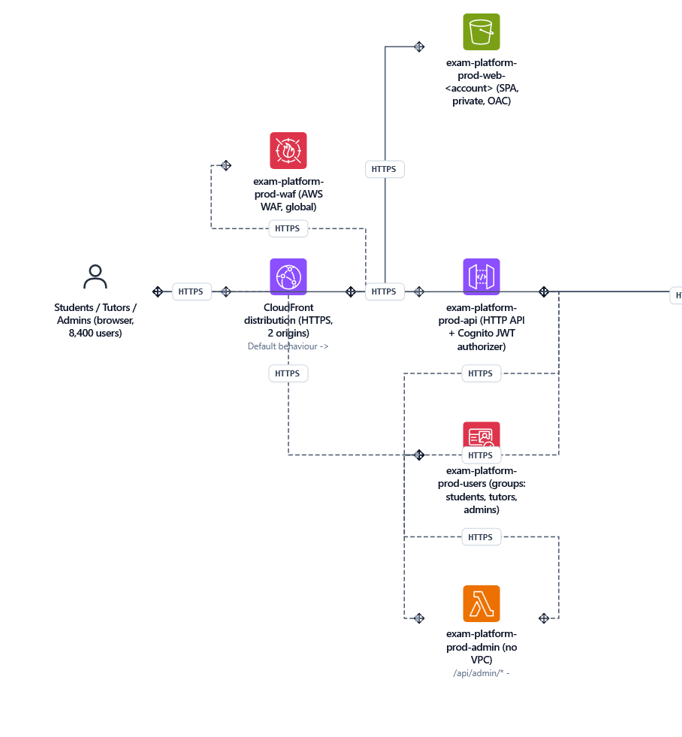 exam-platform-
prod-web-
<account> (SPA,
private, OAC)
HTTPS
exam-platform-
prod-waf (AWS
WAF, global)
HTTPS
HTTPS
HTTPS
Students / Tutors /
Admins (browser,
8,400 users)
CloudFront
distribution (HTTPS,
2 origins)
Default behaviour ->
exam-platform-
prod-api (HTTP API
+ Cognito JWT
authorizer)
HTTPS
HTTPS
HTTPS
exam-platform-
prod-users (groups:
students, tutors,
admins)
HTTPS
exam-platform-
prod-admin (no
VPC)
/api/admin/* -